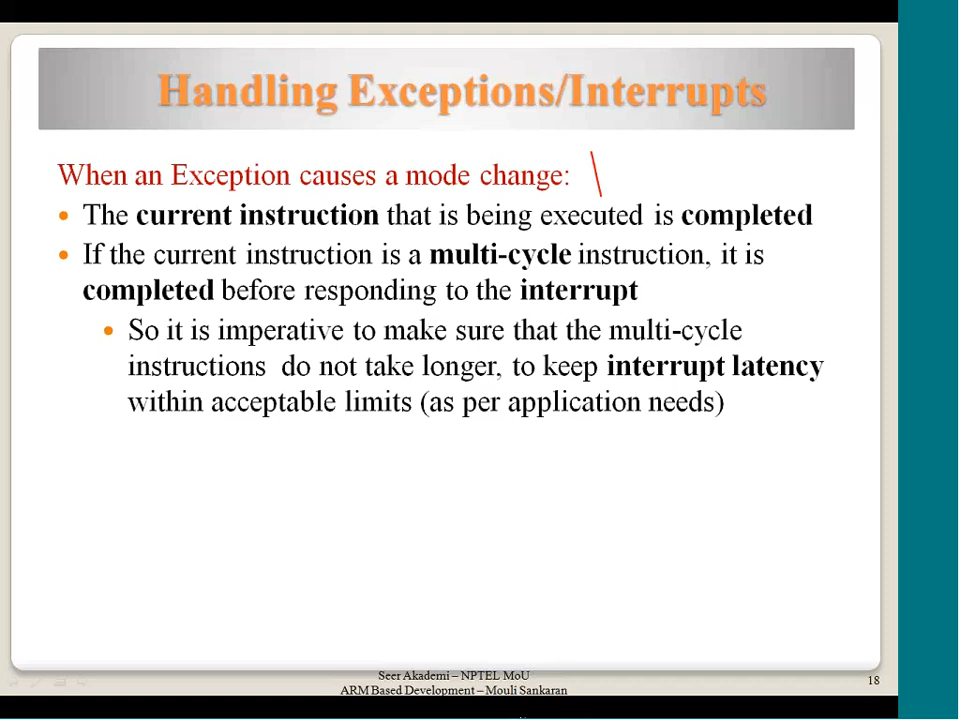 Handling Exceptions/Interrupts
When an Exception causes a mode change:
• The current instruction that is being executed is completed
• If the current instruction is a multi-cycle instruction, it is
completed before responding to the interrupt
• So it is imperative to make sure that the multi-cycle
instructions do not take longer, to keep interrupt latency
within acceptable limits (as per application needs)
Seer Akademi – NPTEL MoU
ARM Based Development – Mouli Sankaran
18